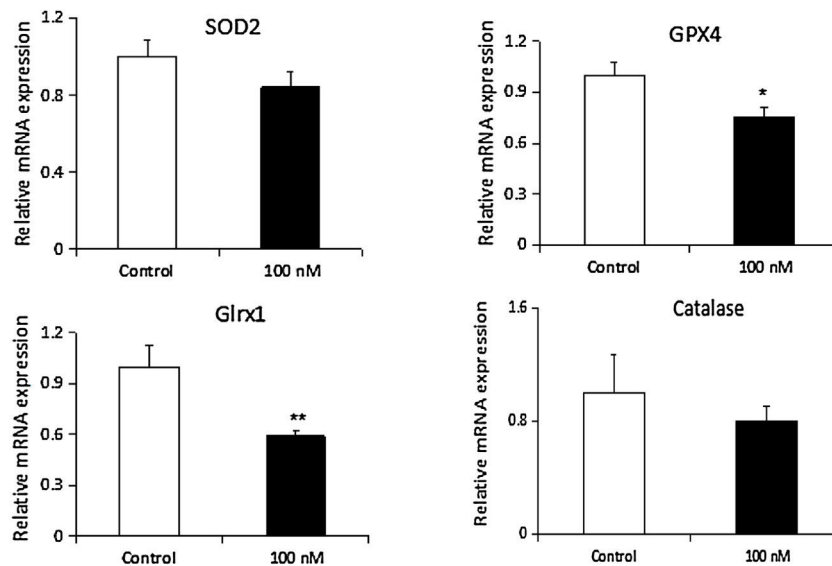 SOD2
Relative mRNA expression
1.2
0.8
0.4
0
Control 100 nM
GPX4
Relative mRNA expression
1.2
0.9
0.6
0.3
0
*
Control 100 nM
Glrx1
Relative mRNA expression
1.2
0.9
0.6
0.3
0
**
Control 100 nM
Catalase
Relative mRNA expression
1.6
0.8
0
Control 100 nM